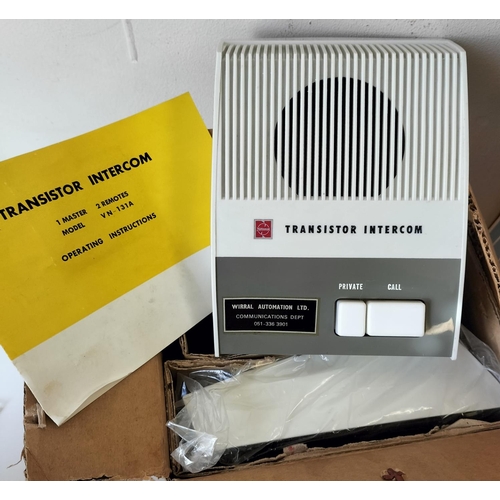 TRANSISTOR INTERCOM
1 MASTER 2 REMOTES
MODEL VN-131A
OPERATING INSTRUCTIONS
TRANSISTOR INTERCOM
PRIVATE CALL
WIRRAL AUTOMATION LTD.
COMMUNICATIONS DEPT
051-336 3901